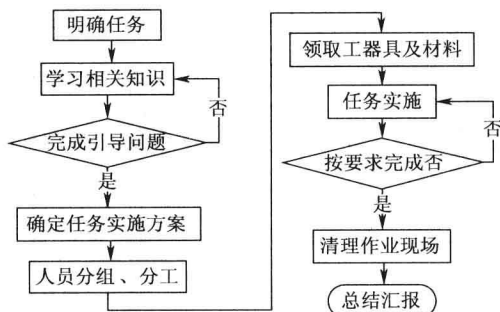 明确任务
学习相关知识
否
完成引导问题
是
确定任务实施方案
人员分组、分工
领取工器具及材料
任务实施
否
按要求完成否
是
清理作业现场
总结汇报